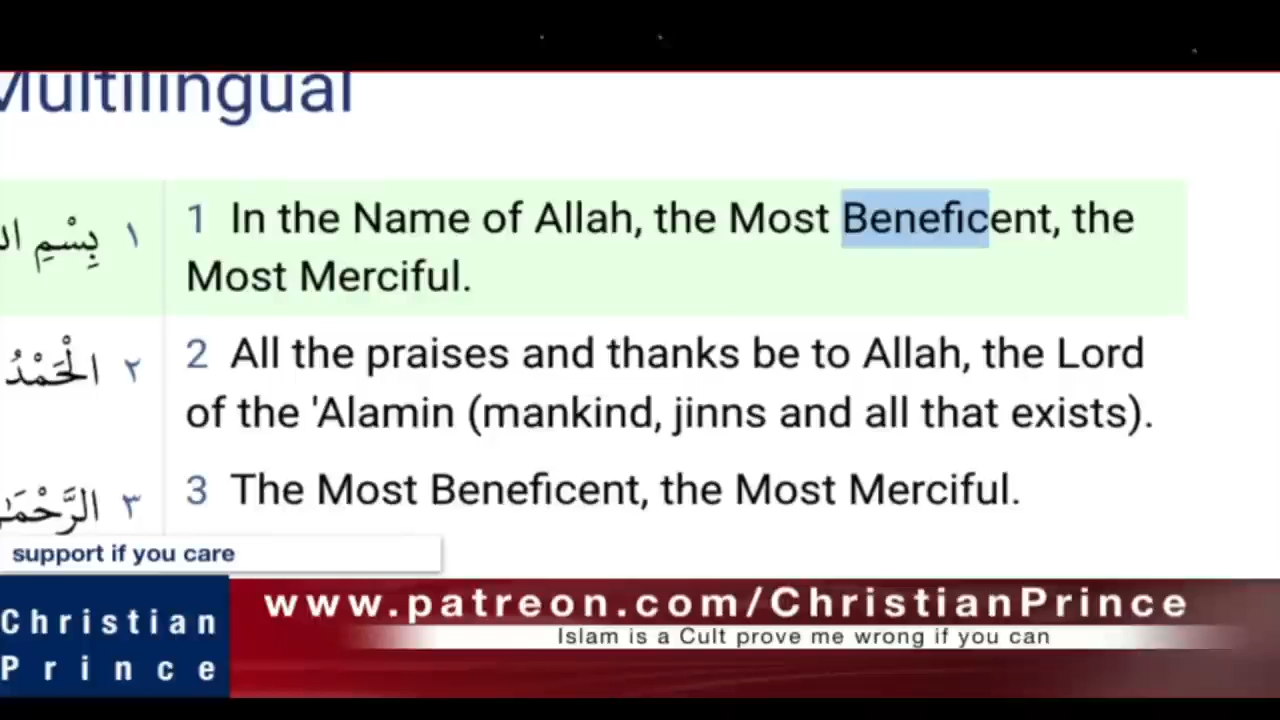 Multilingual
بِسْمِ ١
1 In the Name of Allah, the Most Beneficent, the
Most Merciful.
الْحَمْدُ ٢
2 All the praises and thanks be to Allah, the Lord
of the 'Alamin (mankind, jinns and all that exists).
٣
3 The Most Beneficent, the Most Merciful.
support if you care
Christian
Prince
www.patreon.com/ChristianPrince
Islam is a Cult prove me wrong if you can